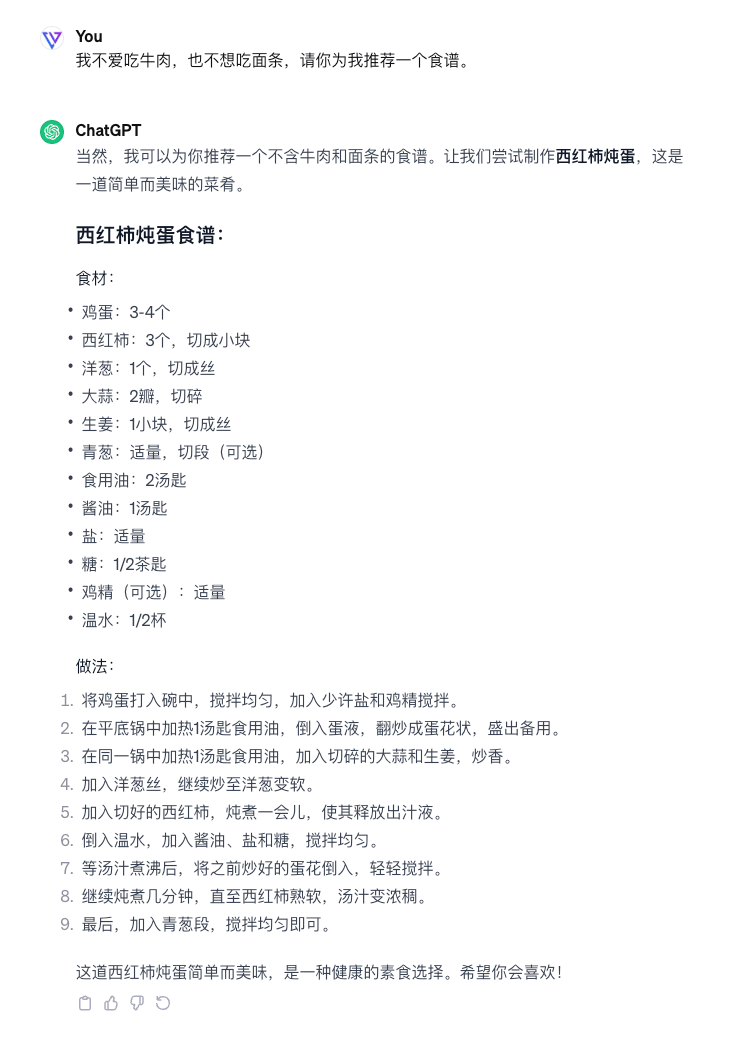 You
我不爱吃牛肉，也不想吃面条，请你为我推荐一个食谱。
ChatGPT
当然，我可以为你推荐一个不含牛肉和面条的食谱。让我们尝试制作西红柿炖蛋，这是
一道简单而美味的菜肴。
西红柿炖蛋食谱：
食材：
• 鸡蛋：3-4个
• 西红柿：3个，切成小块
• 洋葱：1个，切成丝
• 大蒜：2瓣，切碎
• 生姜：1小块，切成丝
• 青葱：适量，切段（可选）
• 食用油：2汤匙
• 酱油：1汤匙
• 盐：适量
• 糖：1/2茶匙
• 鸡精（可选）：适量
• 温水：1/2杯
做法：
1. 将鸡蛋打入碗中，搅拌均匀，加入少许盐和鸡精搅拌。
2. 在平底锅中加热1汤匙食用油，倒入蛋液，翻炒成蛋花状，盛出备用。
3. 在同一锅中加热1汤匙食用油，加入切碎的大蒜和生姜，炒香。
4. 加入洋葱丝，继续炒至洋葱变软。
5. 加入切好的西红柿，炖煮一会儿，使其释放出汁液。
6. 倒入温水，加入酱油、盐和糖，搅拌均匀。
7. 等汤汁煮沸后，将之前炒好的蛋花倒入，轻轻搅拌。
8. 继续炖煮几分钟，直至西红柿熟软，汤汁变浓稠。
9. 最后，加入青葱段，搅拌均匀即可。
这道西红柿炖蛋简单而美味，是一种健康的素食选择。希望你会喜欢！